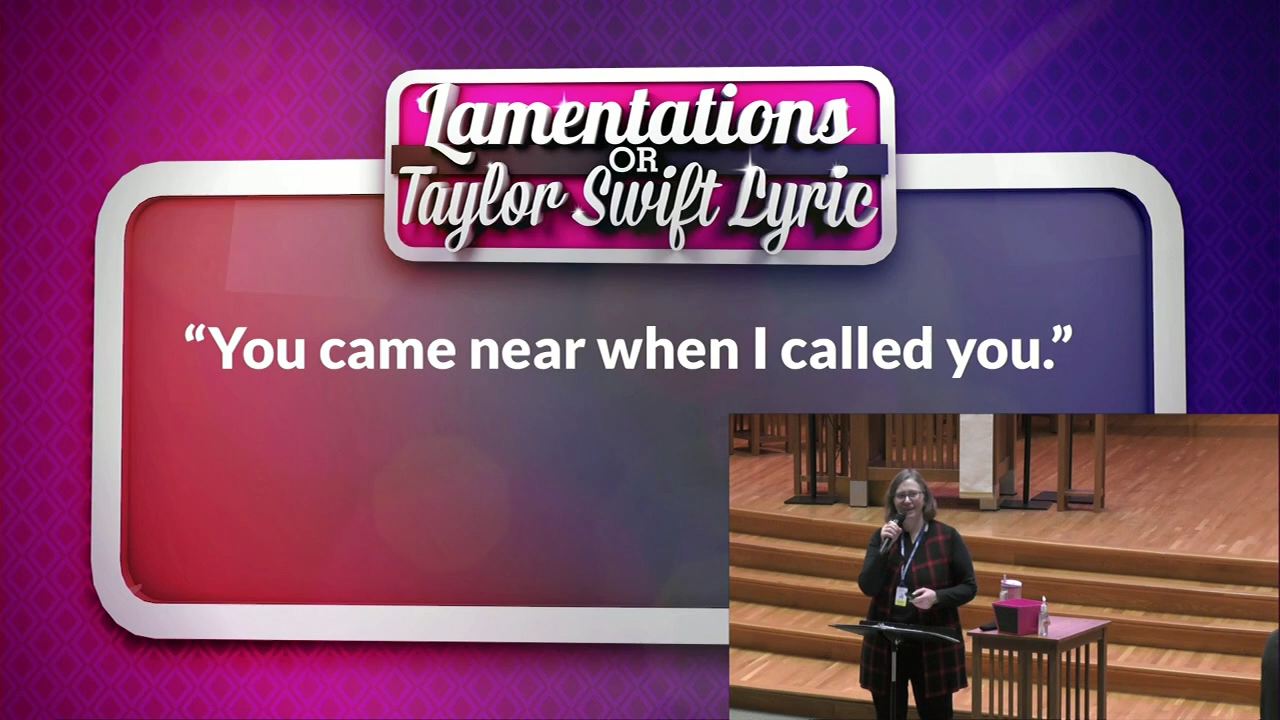 Lamentations
OR
Taylor Swift Lyric
“You came near when I called you.”